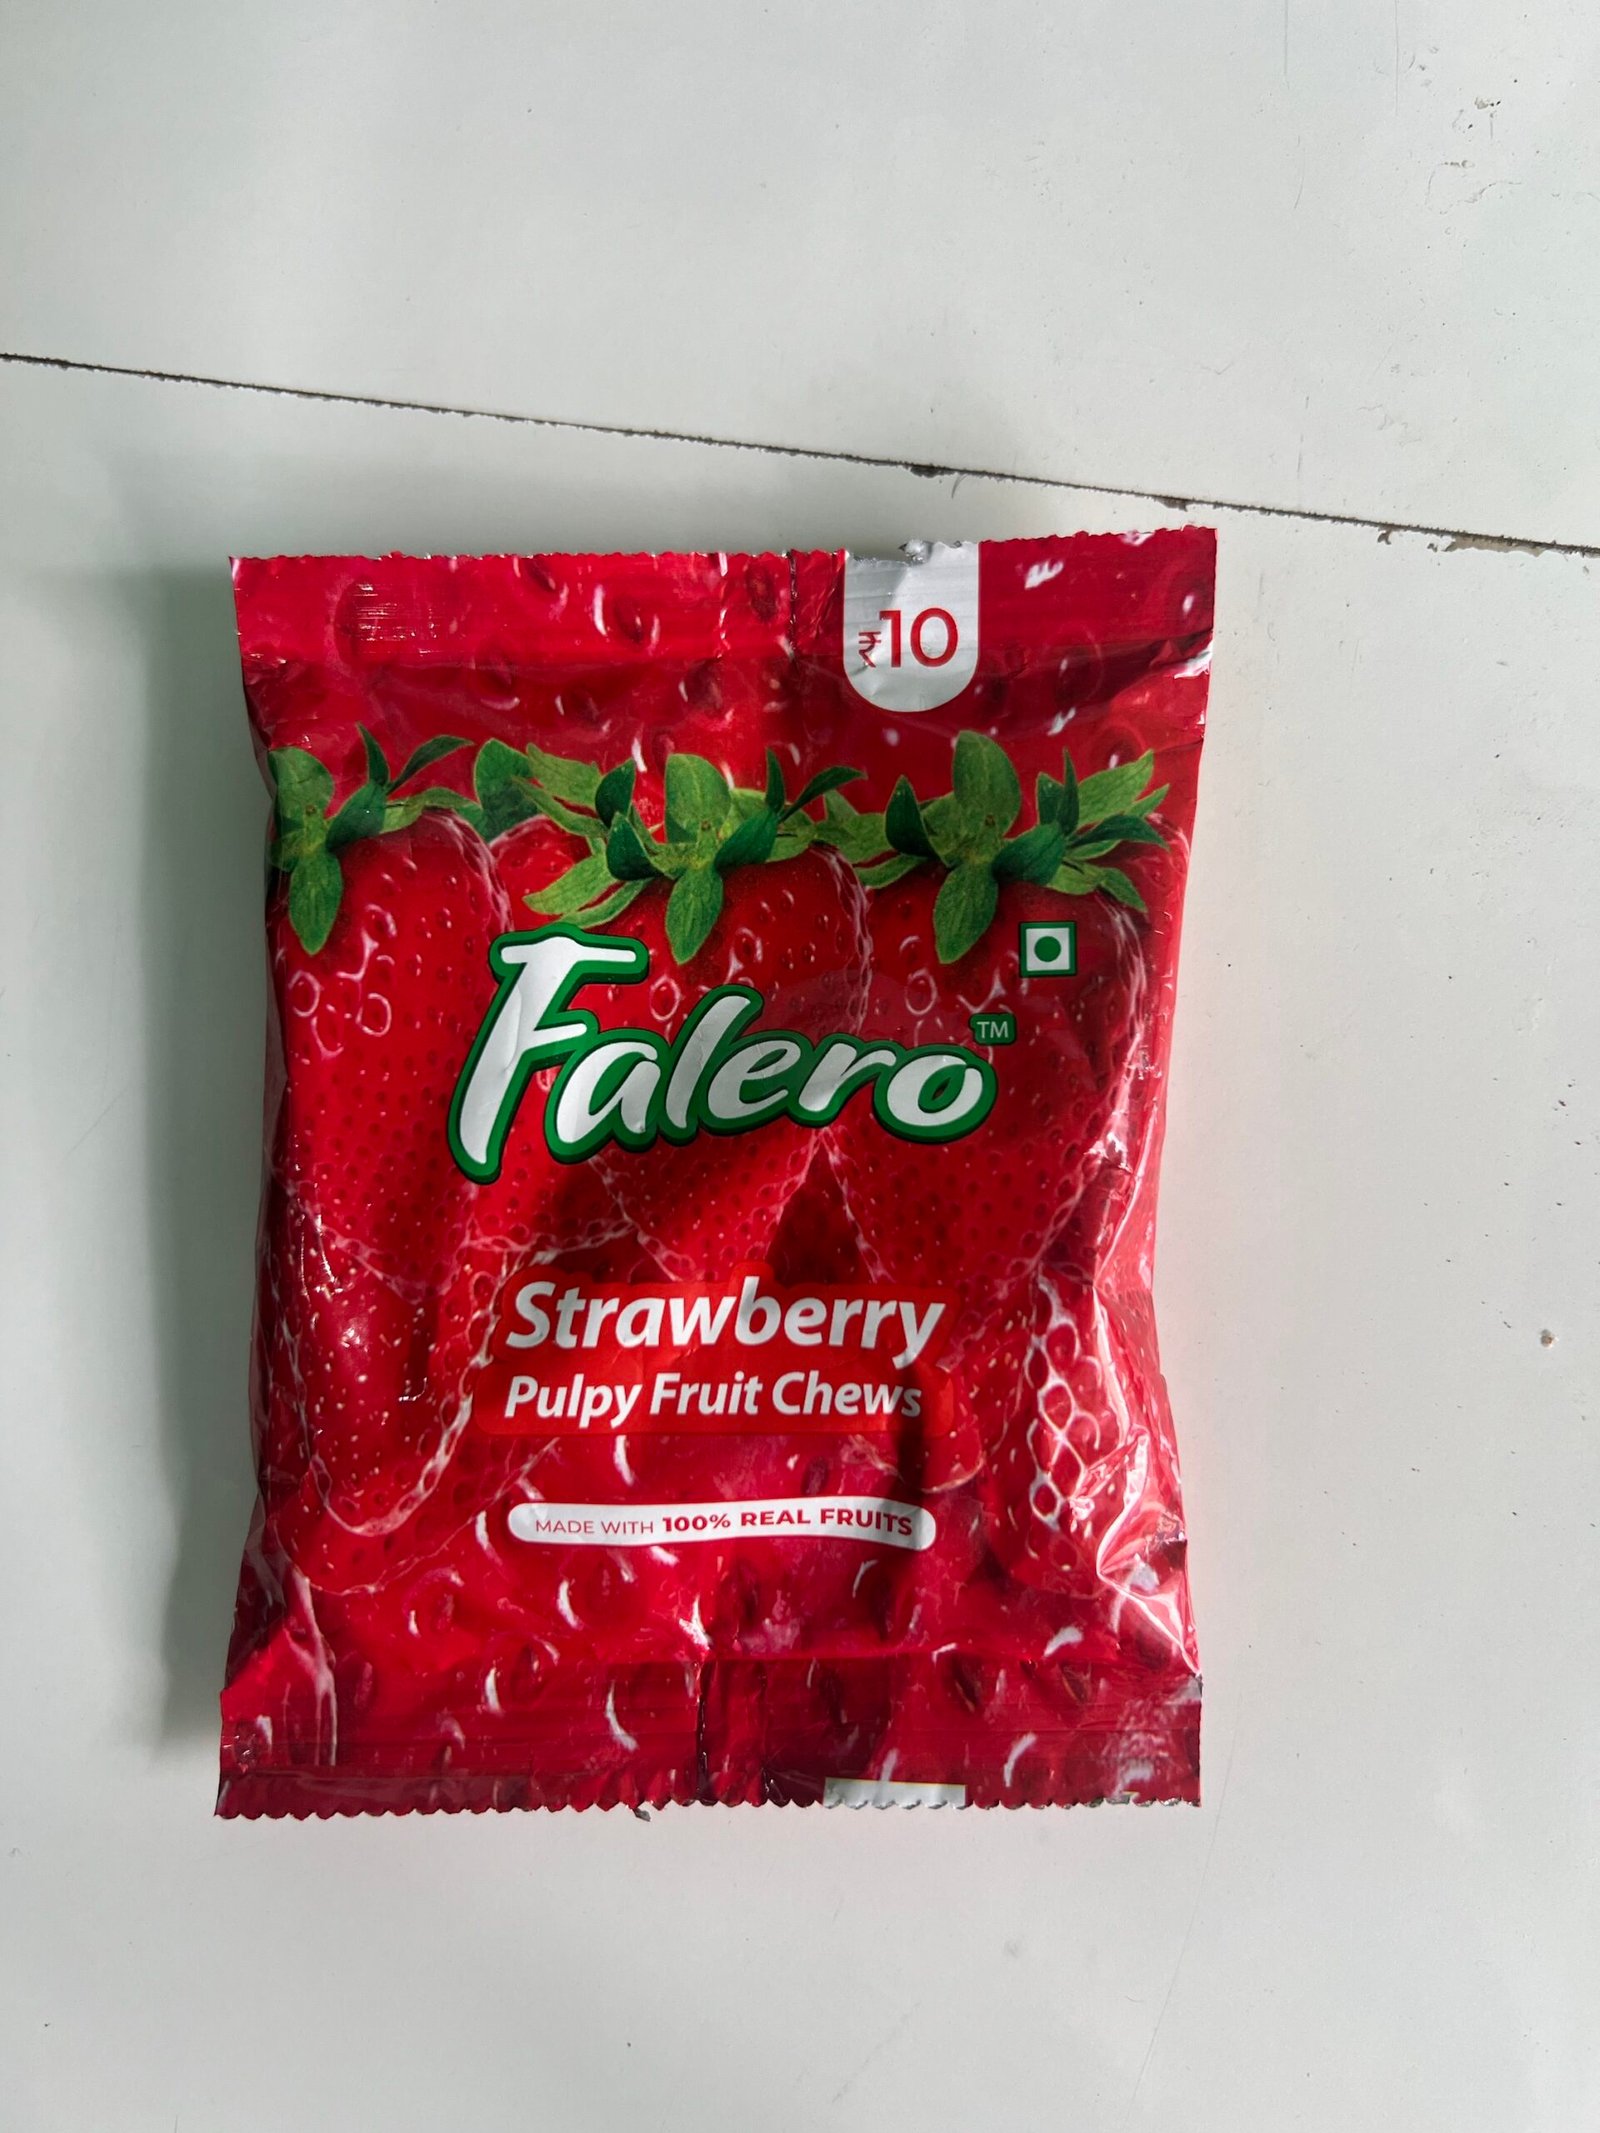 ₹10
Falero™
Strawberry
Pulpy Fruit Chews
MADE WITH 100% REAL FRUITS